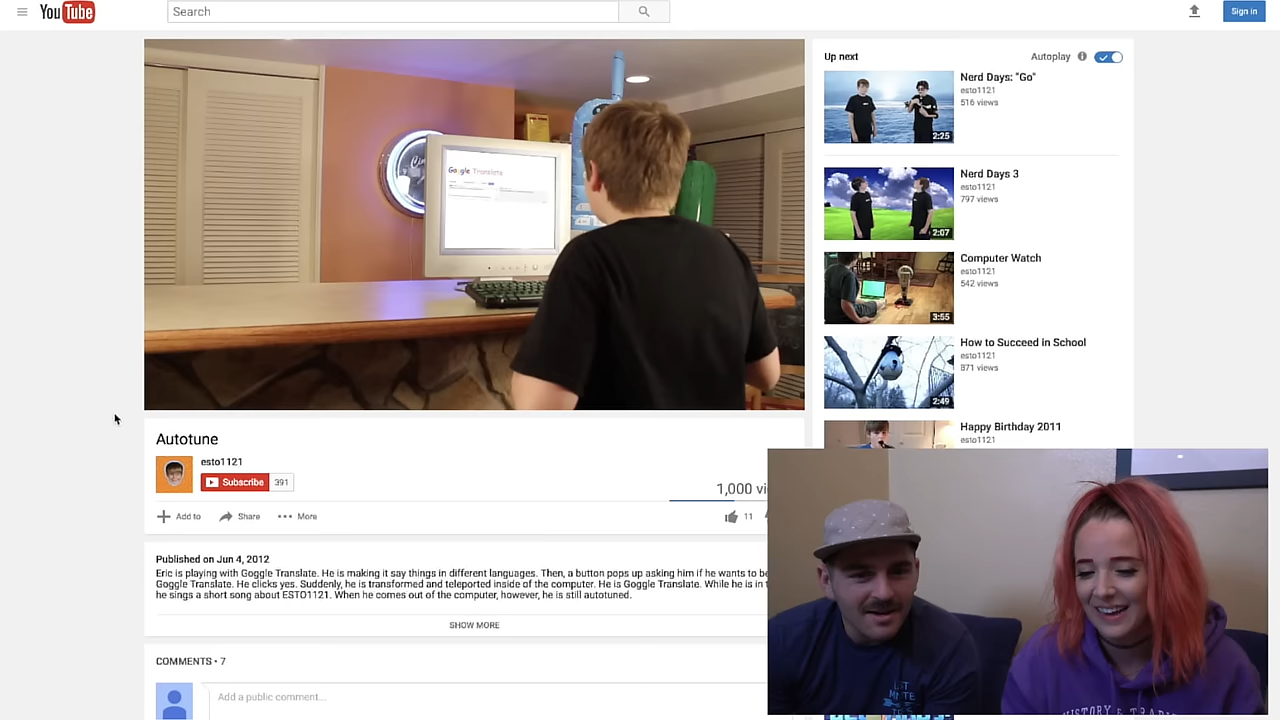 YouTube
Search
Sign in
Google Translate
Up next
Autoplay
Nerd Days: "Go"
esto1121
516 views
2:25
Nerd Days 3
esto1121
797 views
2:07
Computer Watch
esto1121
542 views
3:55
How to Succeed in School
esto1121
871 views
2:49
Happy Birthday 2011
esto1121
Autotune
esto1121
Subscribe 391
1,000 vi
Add to Share More
11
Published on Jun 4, 2012
Eric is playing with Goggle Translate. He is making it say things in different languages. Then, a button pops up asking him if he wants to be
Goggle Translate. He clicks yes. Suddenly, he is transformed and teleported inside of the computer. He is Goggle Translate. While he is in t
he sings a short song about ESTO1121. When he comes out of the computer, however, he is still autotuned.
SHOW MORE
COMMENTS • 7
Add a public comment...